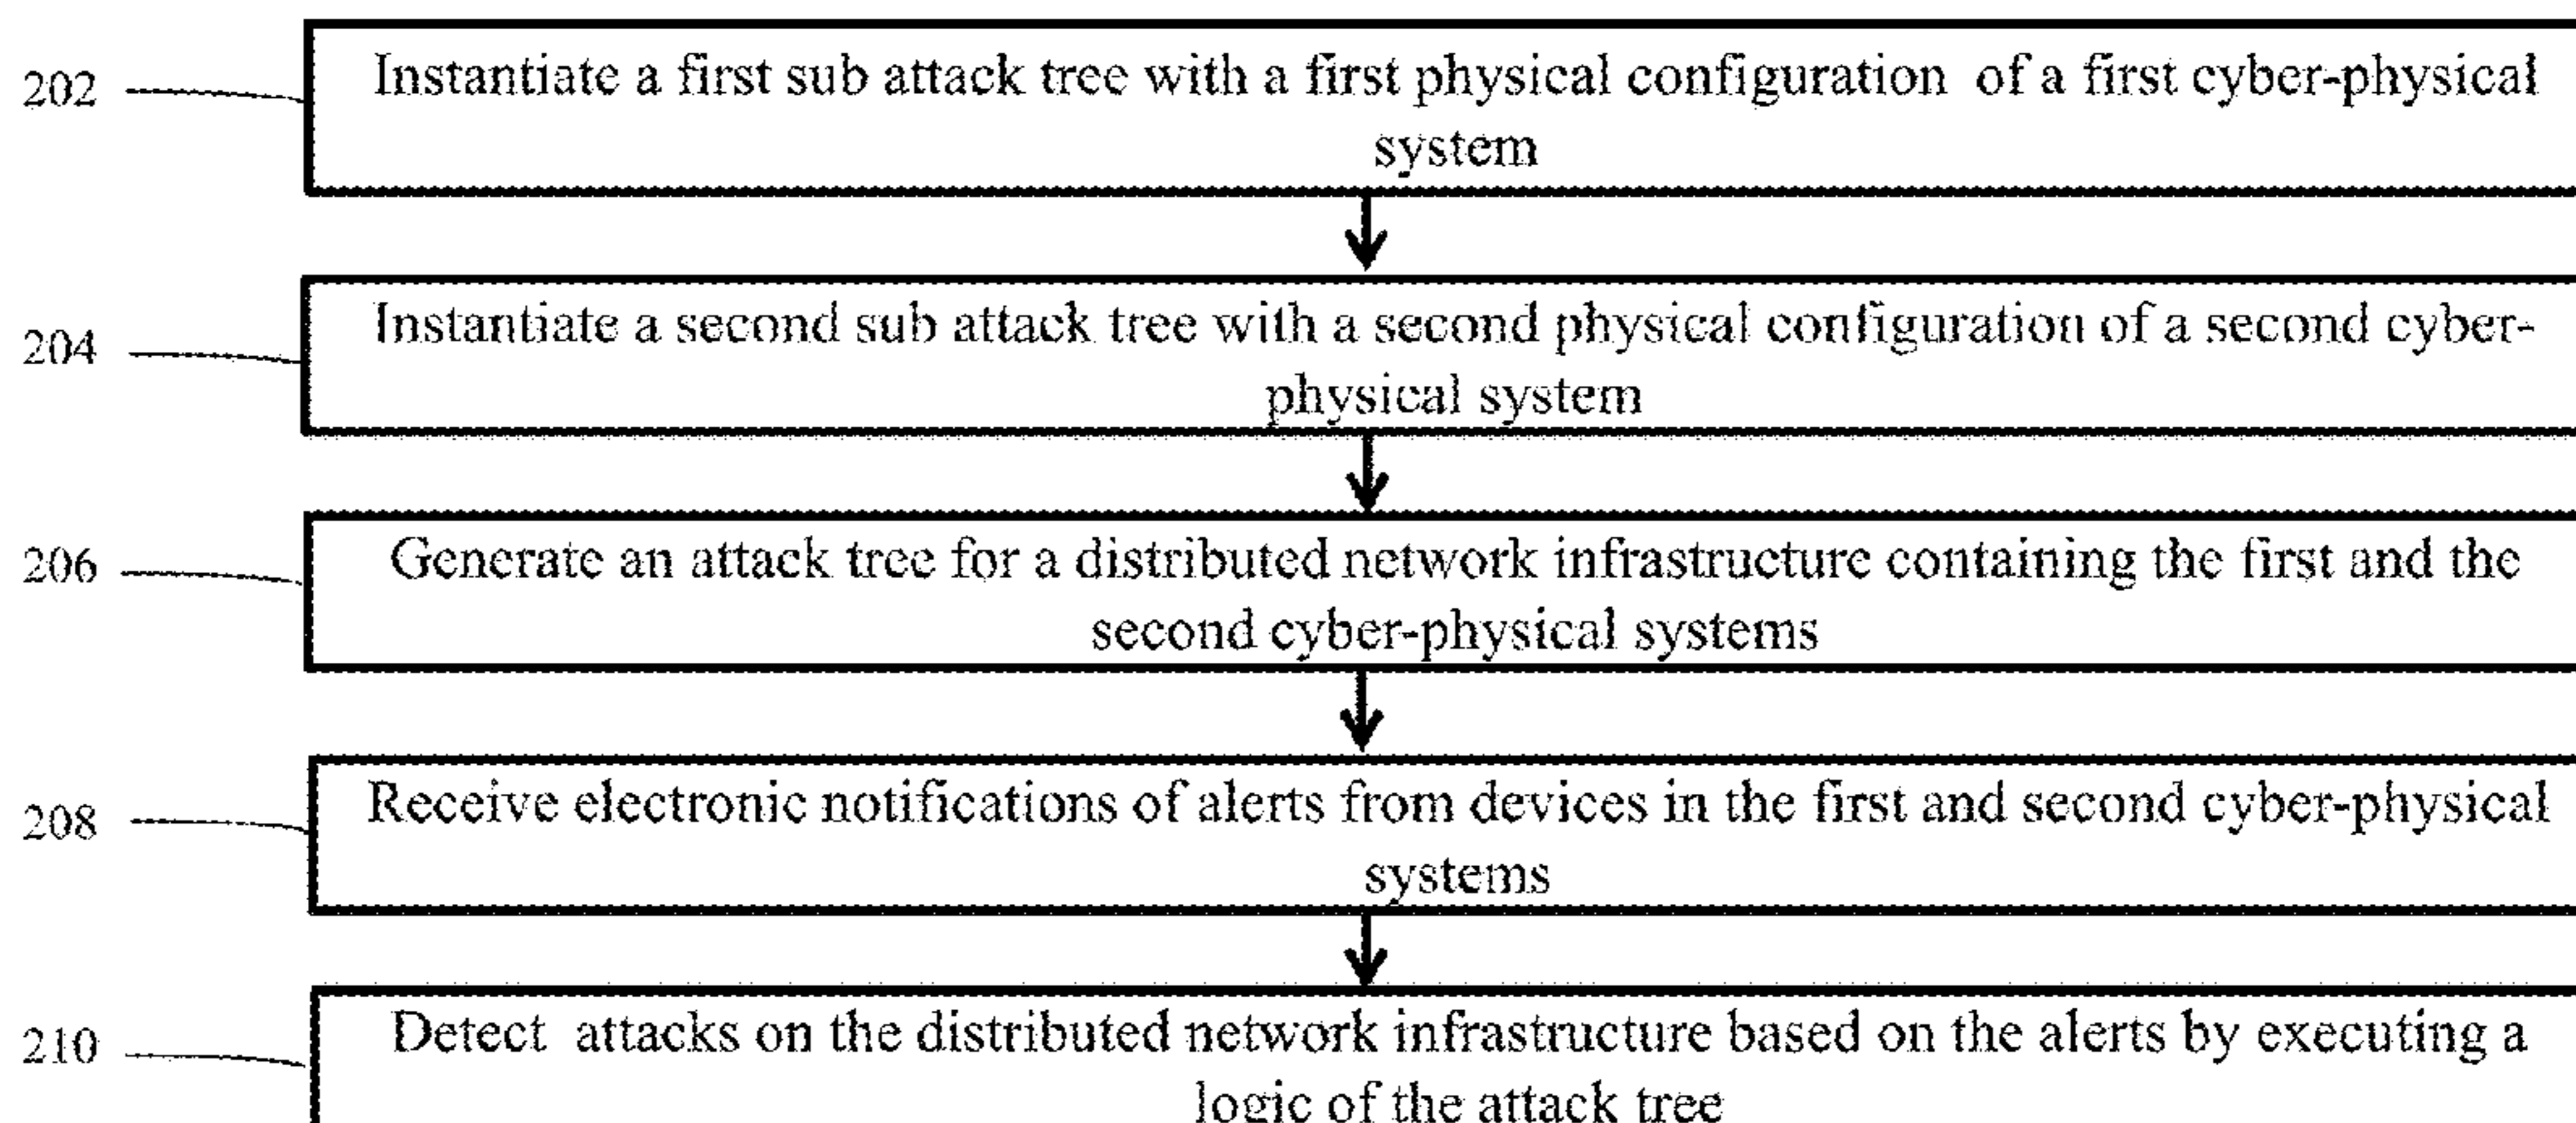 202
Instantiate a first sub attack tree with a first physical configuration of a first cyber-physical
system
204
Instantiate a second sub attack tree with a second physical configuration of a second cyber-
physical system
206
Generate an attack tree for a distributed network infrastructure containing the first and the
second cyber-physical systems
208
Receive electronic notifications of alerts from devices in the first and second cyber-physical
systems
210
Detect attacks on the distributed network infrastructure based on the alerts by executing a
logic of the attack tree